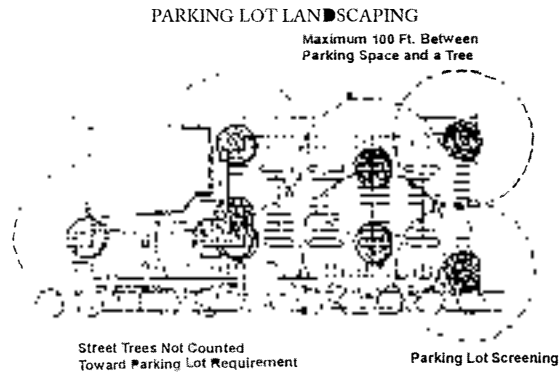 PARKING LOT LANDSCAPING
Maximum 100 Ft. Between
Parking Space and a Tree
Street Trees Not Counted
Toward Parking Lot Requirement
Parking Lot Screening